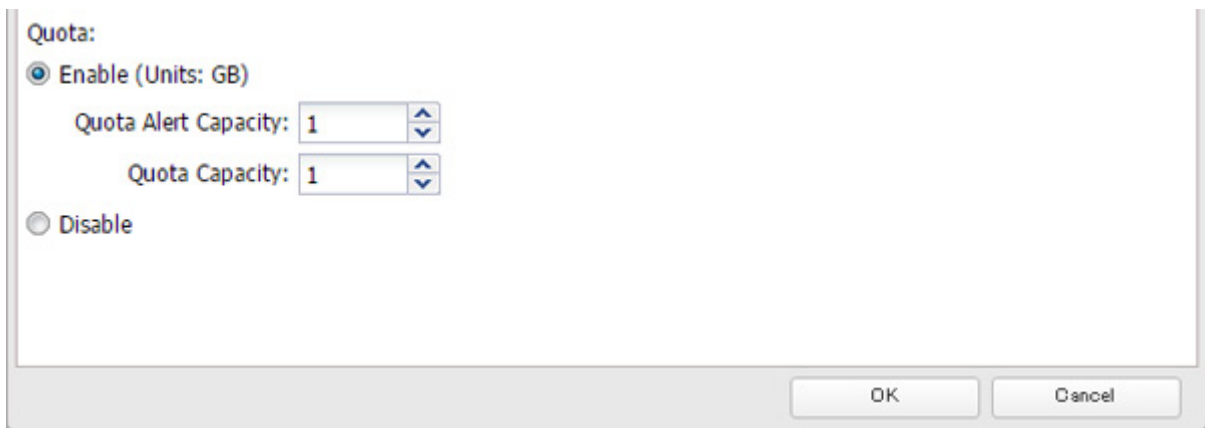 Quota:
Enable (Units: GB)
Quota Alert Capacity: 1
Quota Capacity: 1
Disable
OK Cancel